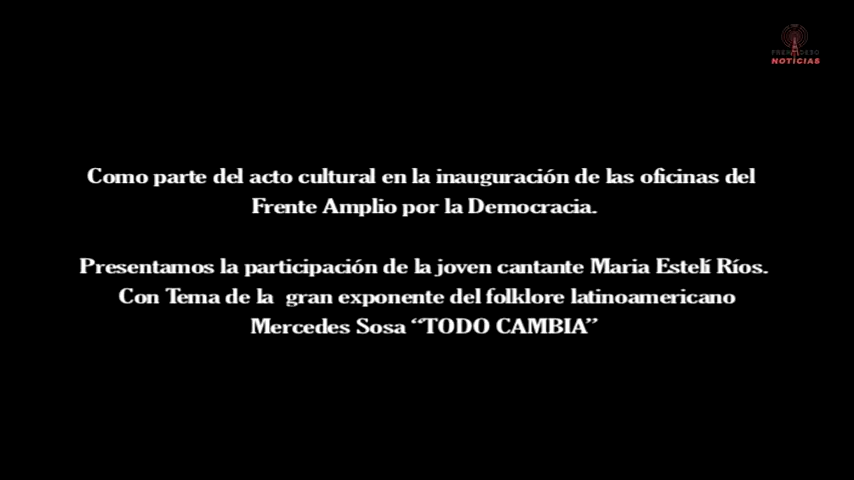 NOTICIAS
Como parte del acto cultural en la inauguración de las oficinas del
Frente Amplio por la Democracia.
Presentamos la participación de la joven cantante Maria Estelí Ríos.
Con Tema de la  gran exponente del folklore latinoamericano
Mercedes Sosa “TODO CAMBIA”